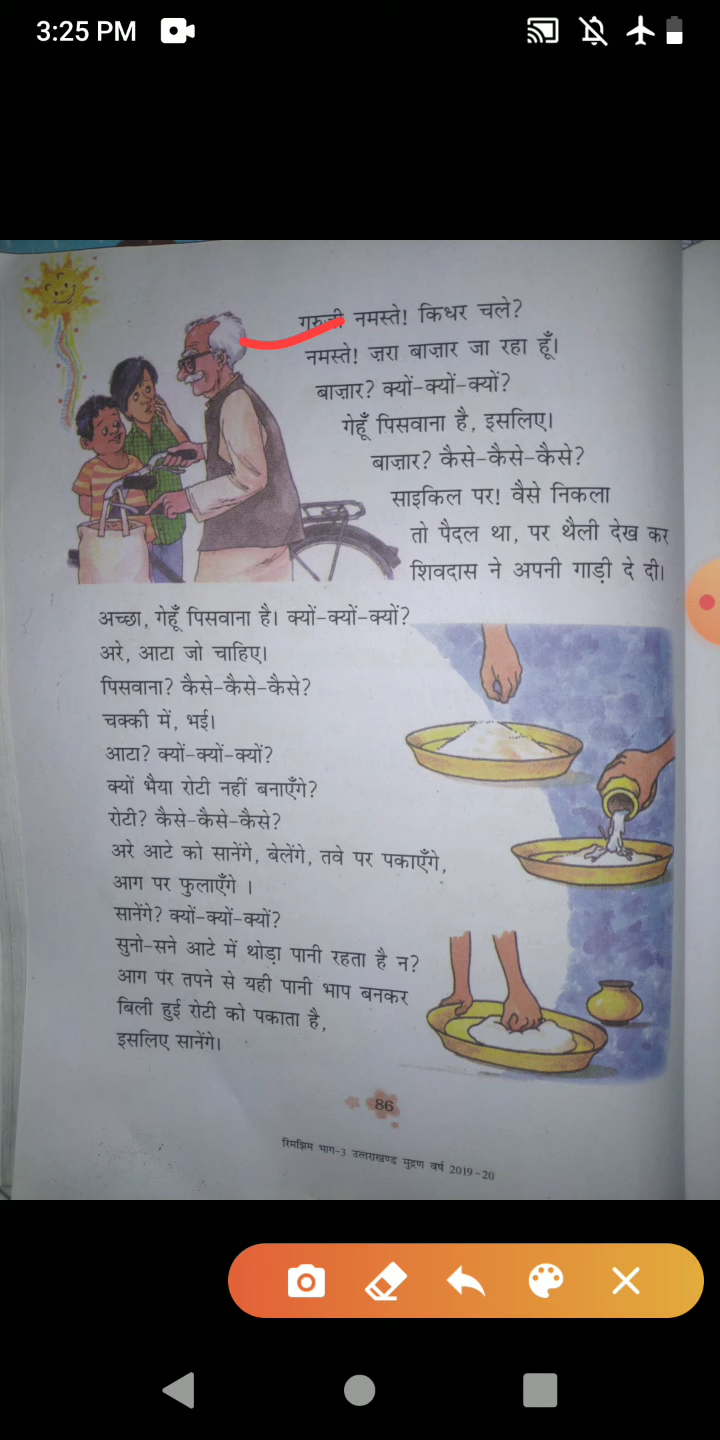 3:25 PM
गुरुजी नमस्ते! किधर चले?
नमस्ते! ज़रा बाज़ार जा रहा हूँ।
बाज़ार? क्यों-क्यों-क्यों?
गेहूँ पिसवाना है, इसलिए।
बाज़ार? कैसे-कैसे-कैसे?
साइकिल पर! वैसे निकला
तो पैदल था, पर थैली देख कर
शिवदास ने अपनी गाड़ी दे दी।
अच्छा, गेहूँ पिसवाना है। क्यों-क्यों-क्यों?
अरे, आटा जो चाहिए।
पिसवाना? कैसे-कैसे-कैसे?
चक्की में, भई।
आटा? क्यों-क्यों-क्यों?
क्यों भैया रोटी नहीं बनाएँगे?
रोटी? कैसे-कैसे-कैसे?
अरे आटे को सानेंगे, बेलेंगे, तवे पर पकाएँगे,
आग पर फुलाएँगे ।
सानेंगे? क्यों-क्यों-क्यों?
सुनो-सने आटे में थोड़ा पानी रहता है न?
आग पर तपने से यही पानी भाप बनकर
बिली हुई रोटी को पकाता है,
इसलिए सानेंगे।
86
रिमझिम भाग-3 उत्तराखण्ड मुद्रण वर्ष 2019-20